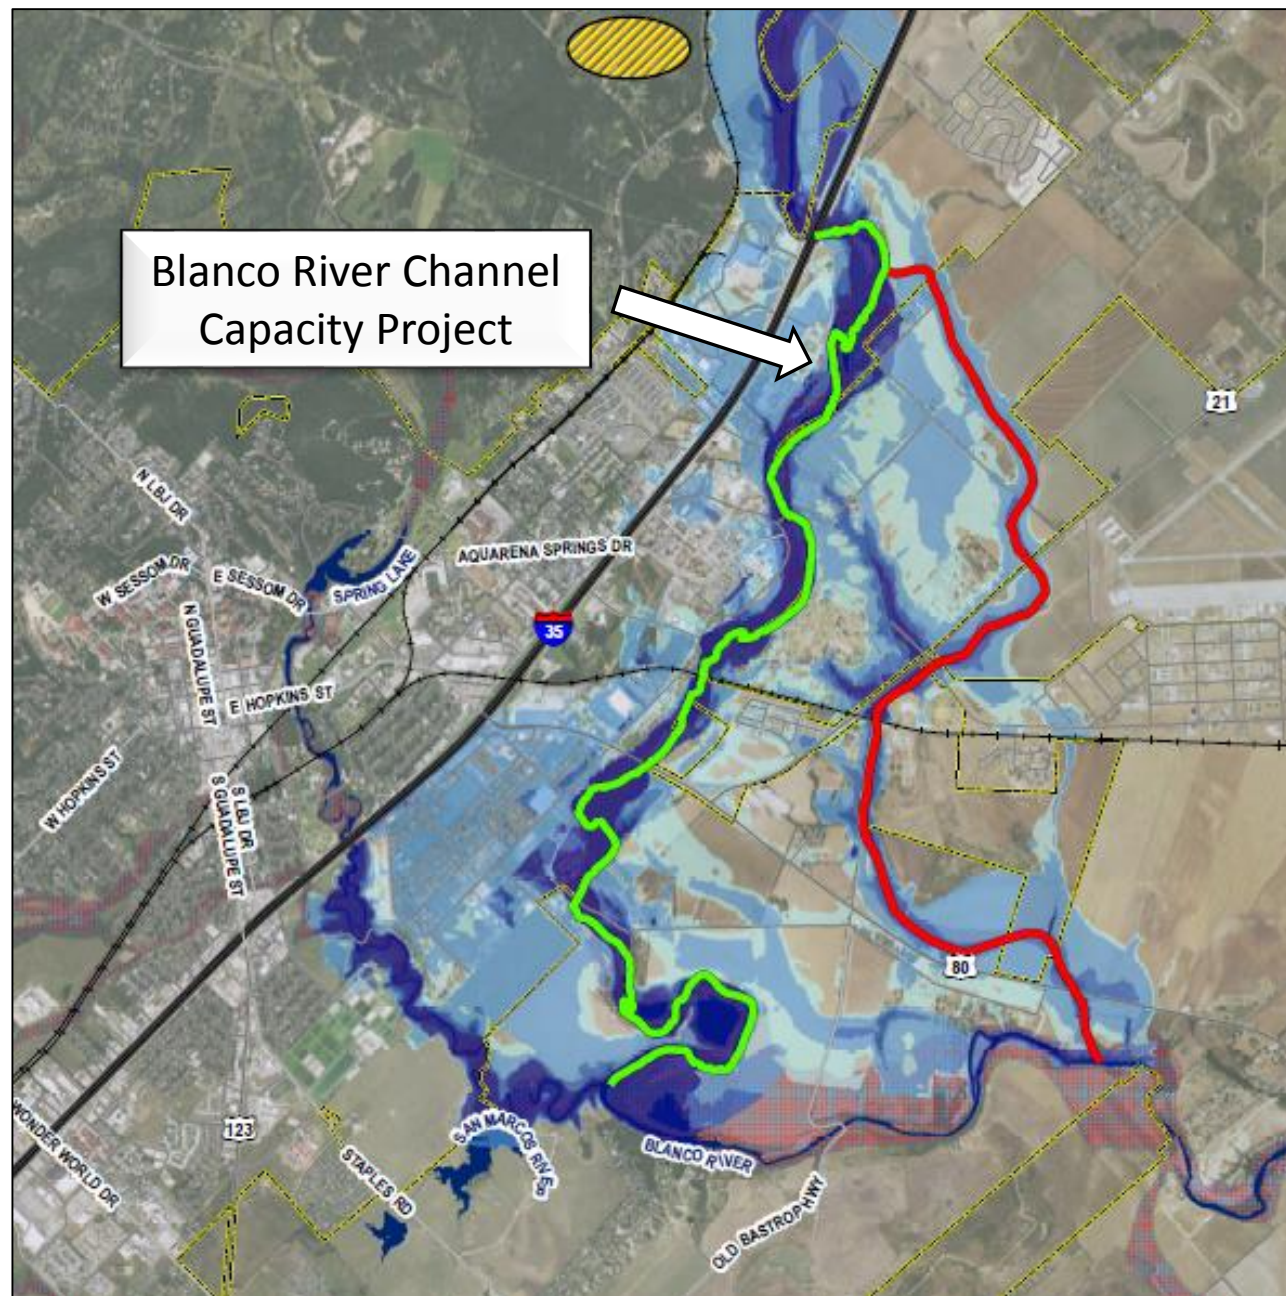 Blanco River Channel
Capacity Project
21
N LBJ DR
AQUARENA SPRINGS DR
W SESSOM DR
E SESSOM DR
SPRING LAKE
35
N GUADALUPE ST
E HOPKINS ST
W HOPKINS ST
S LBJ DR
S GUADALUPE ST
80
WONDER WORLD DR
123
STAPLES RD
SAN MARCOS RIVER
BLANCO RIVER
OLD BASTROP HWY